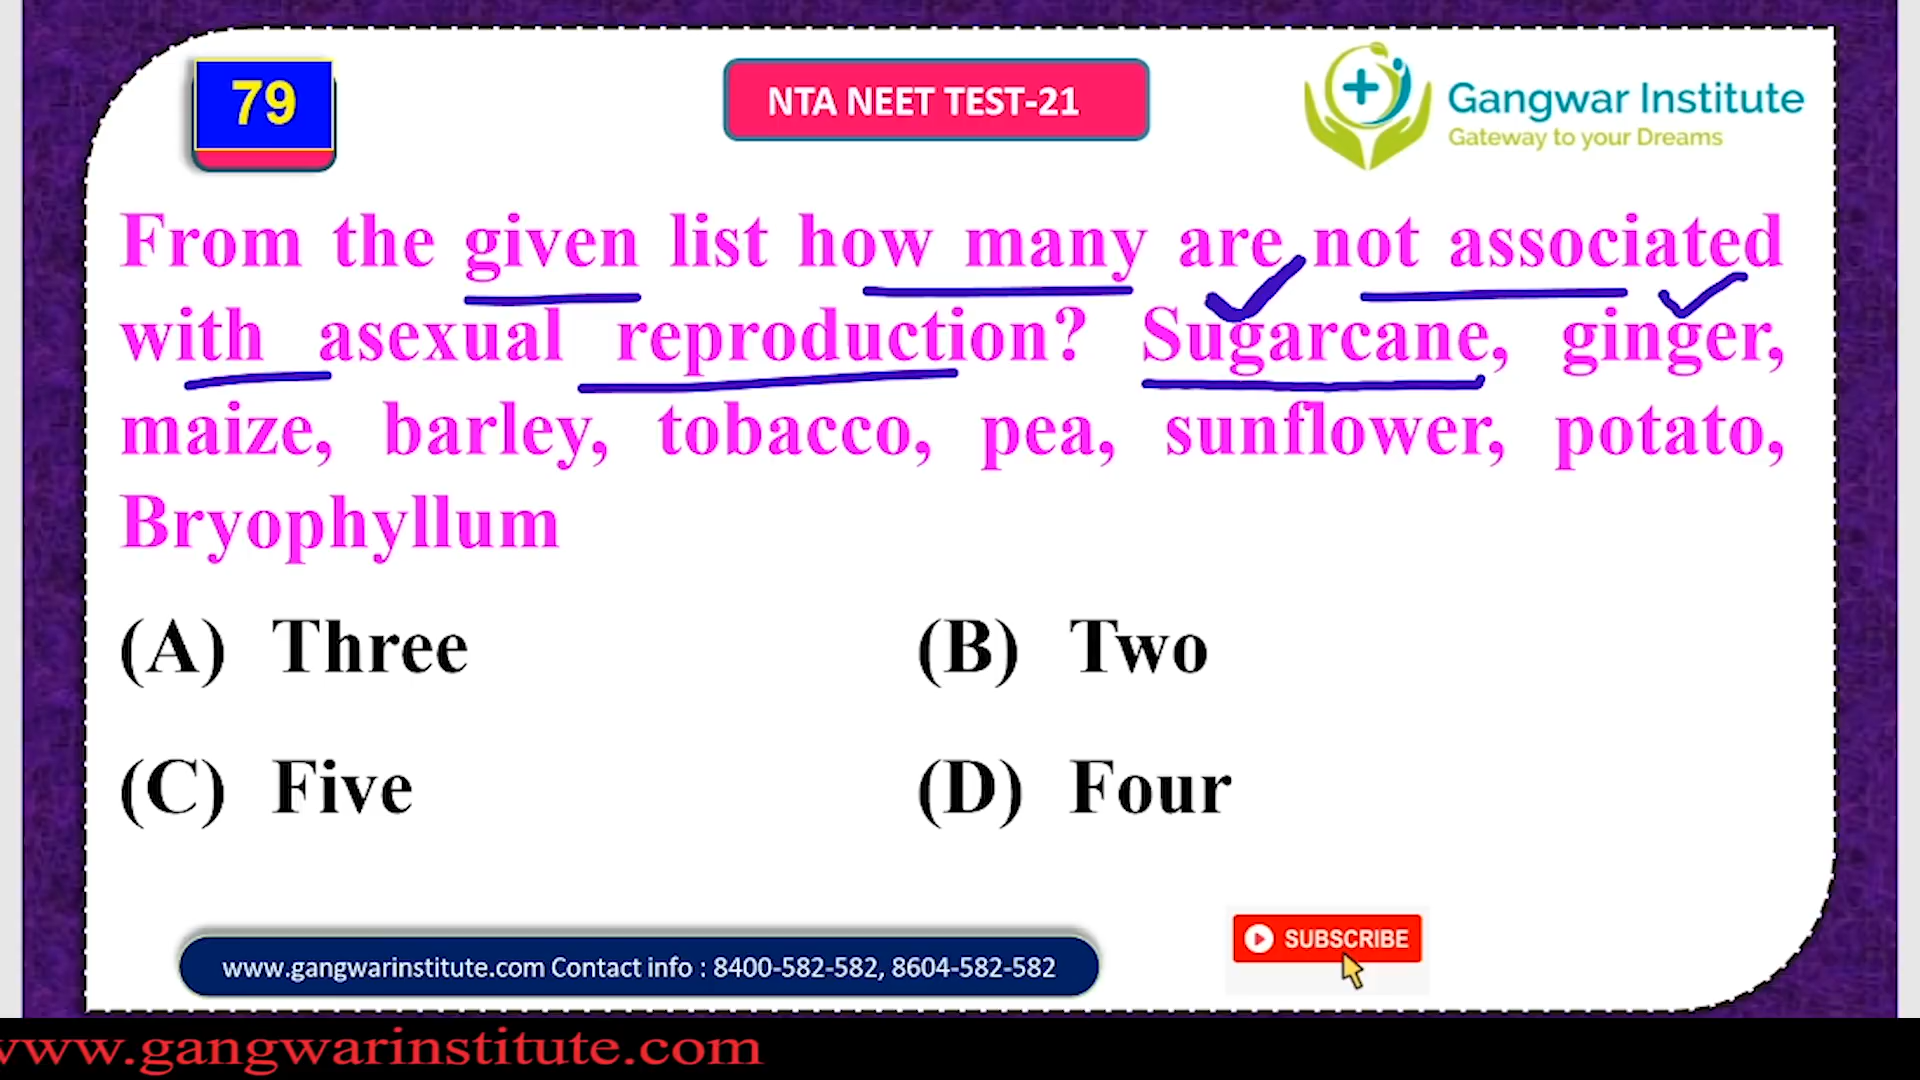 79
NTA NEET TEST-21
Gangwar Institute
Gateway to your Dreams
From the given list how many are not associated
with asexual reproduction? Sugarcane, ginger,
maize, barley, tobacco, pea, sunflower, potato,
Bryophyllum
(A) Three
(B) Two
(C) Five
(D) Four
www.gangwarinstitute.com Contact info : 8400-582-582, 8604-582-582
SUBSCRIBE
www.gangwarinstitute.com